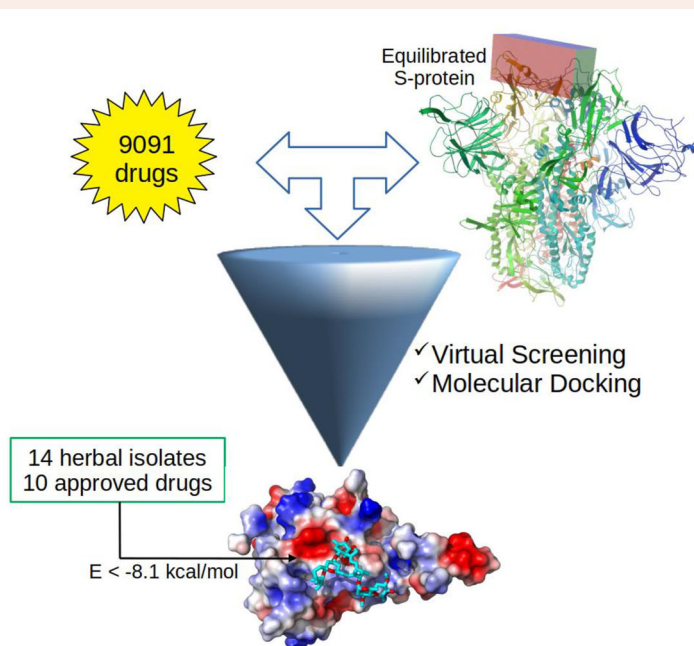 Equilibrated
S-protein
9091
drugs
✓Virtual Screening
✓Molecular Docking
14 herbal isolates
10 approved drugs
E < -8.1 kcal/mol